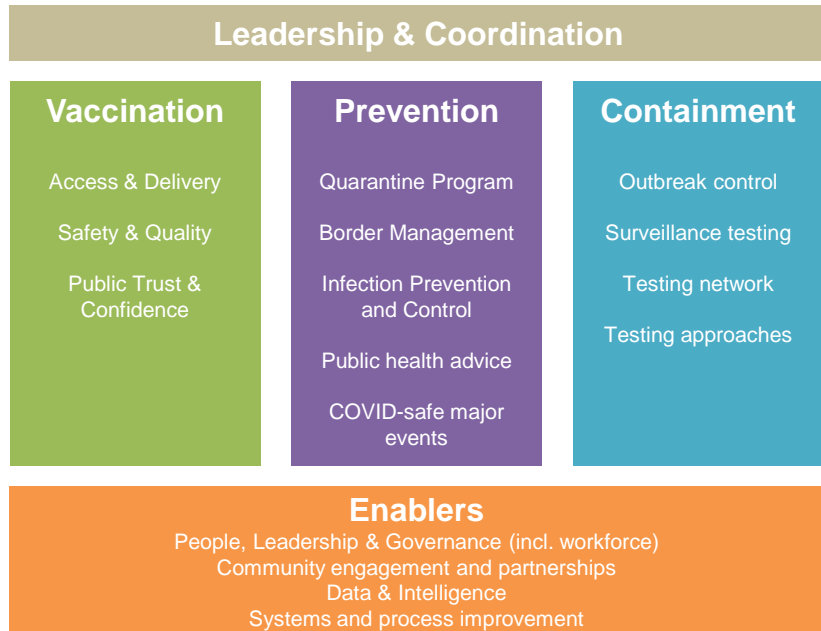 Leadership & Coordination
Vaccination
Access & Delivery
Safety & Quality
Public Trust &
Confidence
Prevention
Quarantine Program
Border Management
Infection Prevention
and Control
Public health advice
COVID-safe major
events
Containment
Outbreak control
Surveillance testing
Testing network
Testing approaches
Enablers
People, Leadership & Governance (incl. workforce)
Community engagement and partnerships
Data & Intelligence
Systems and process improvement